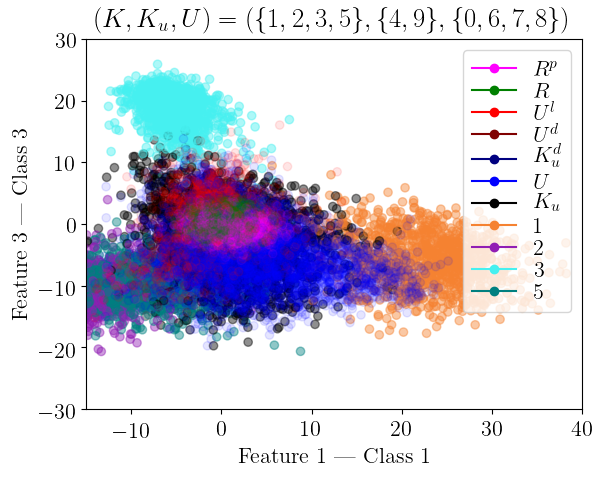 (K, K_u, U) = ({1, 2, 3, 5}, {4, 9}, {0, 6, 7, 8})
Feature 3 — Class 3
30
20
10
0
−10
−20
−30
−10
0
10
20
30
40
Feature 1 — Class 1
R^p
R
U^l
U^d
K_u^d
U
K_u
1
2
3
5